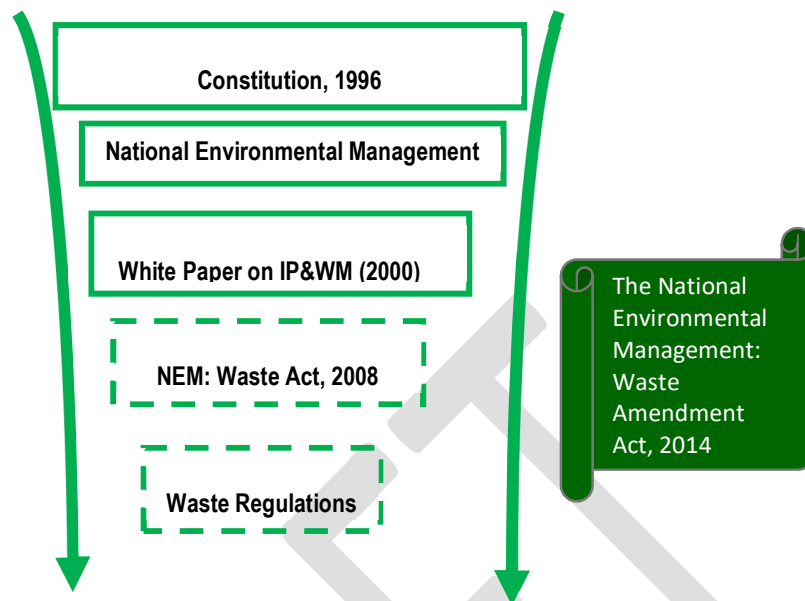 Constitution, 1996
National Environmental Management
White Paper on IP&WM (2000)
NEM: Waste Act, 2008
Waste Regulations
The National
Environmental
Management:
Waste
Amendment
Act, 2014